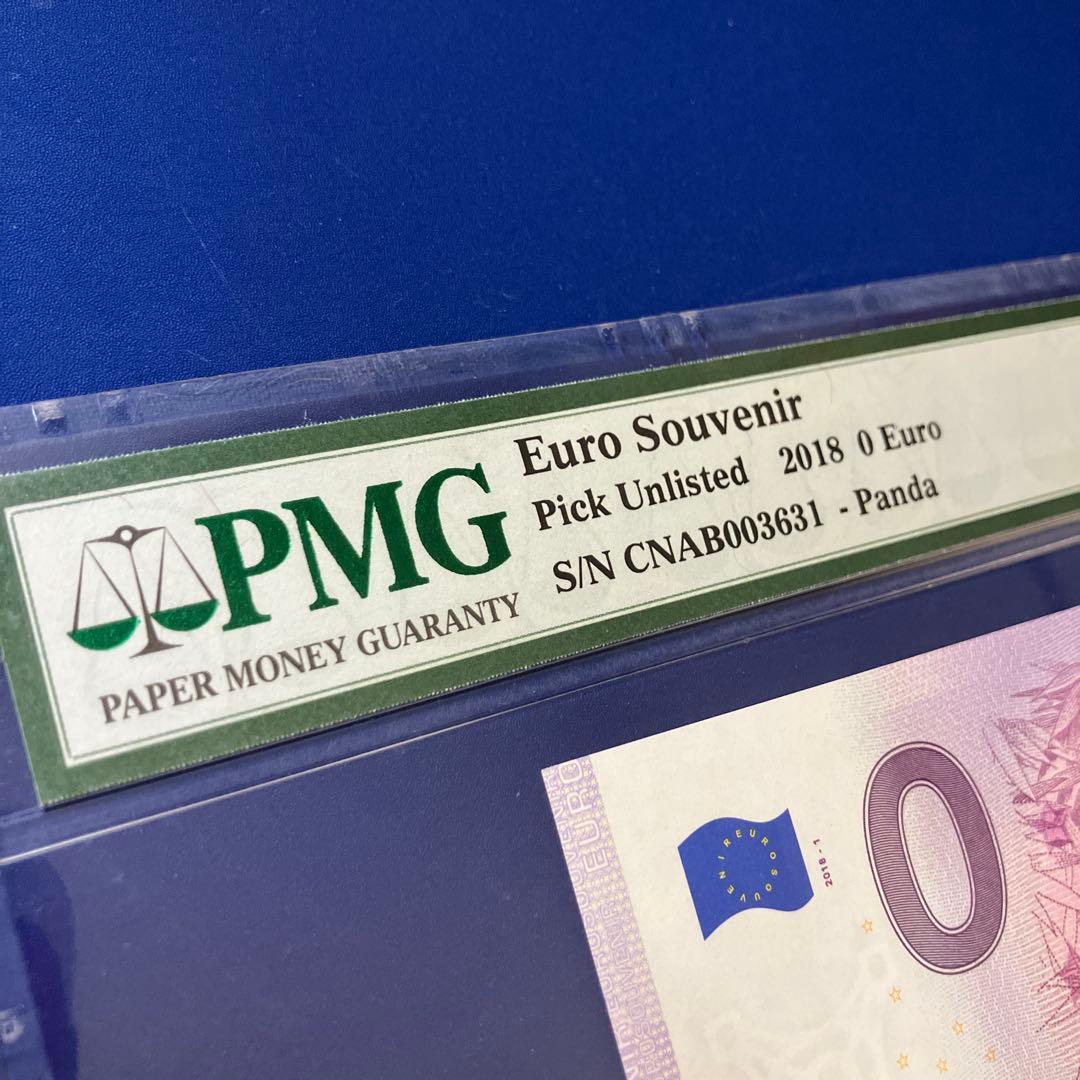 PMG
PAPER MONEY GUARANTY
Euro Souvenir
Pick Unlisted 2018 0 Euro
S/N CNAB003631 - Panda
EUROSOUVENIR
2018 - 1
0